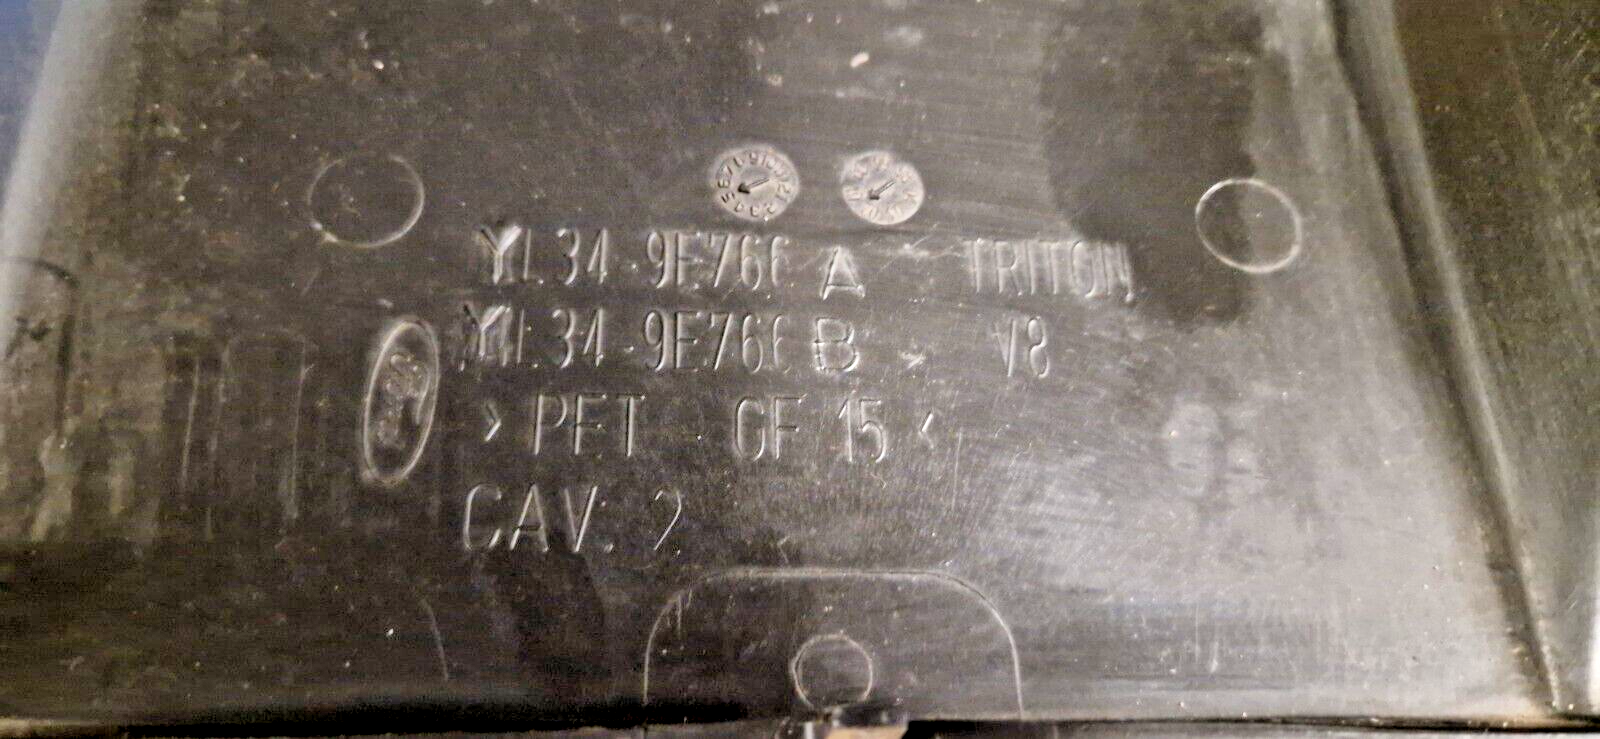 YL34-9E766 A TRITON
YL34-9E766 B V8
>PET - GF 15<
CAV. 2